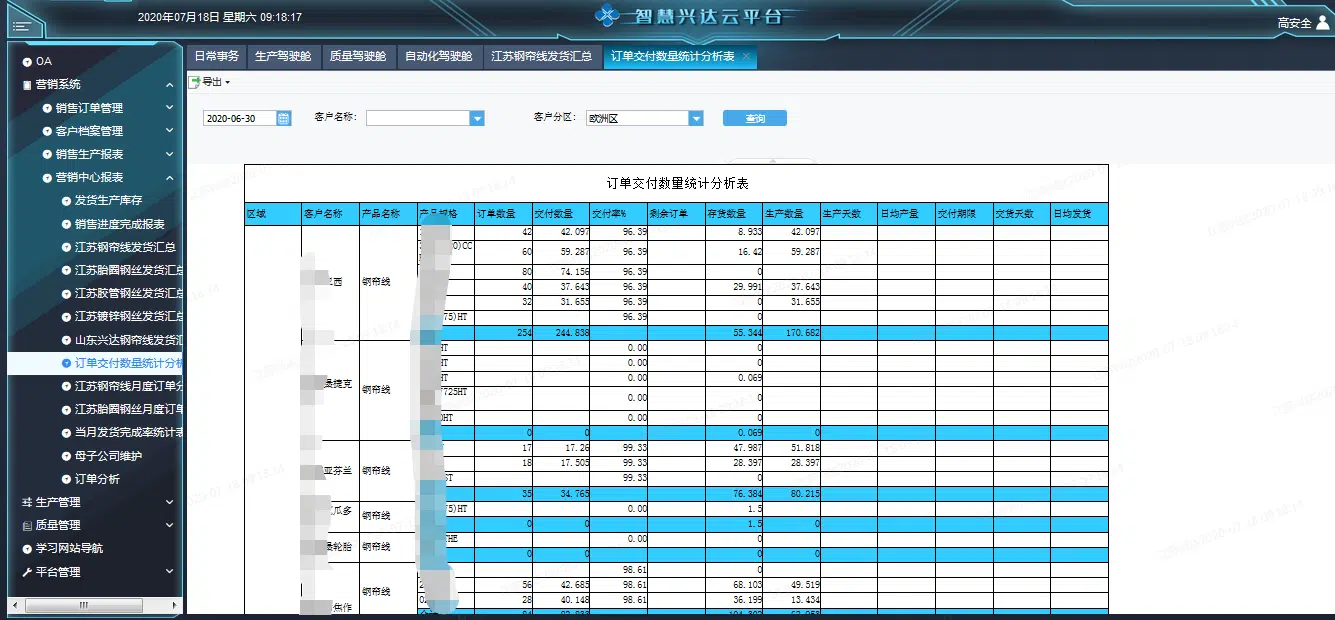 2020年07月18日 星期六 09:18:17
智慧兴达云平台
高安全
OA
营销系统
销售订单管理
客户档案管理
销售生产报表
营销中心报表
发货生产库存
销售进度完成报表
江苏钢帘线发货汇总
江苏胎圈钢丝发货汇总
江苏胶管钢丝发货汇总
江苏镀锌钢丝发货汇总
山东兴达钢帘线发货汇
订单交付数量统计分析
江苏钢帘线月度订单分
江苏胎圈钢丝月度订单
当月发货完成率统计表
母子公司维护
订单分析
生产管理
质量管理
学习网站导航
平台管理
日常事务 生产驾驶舱 质量驾驶舱 自动化驾驶舱 江苏钢帘线发货汇总 订单交付数量统计分析表
导出
2020-06-30 客户名称: 客户分区: 欧洲区 查询
订单交付数量统计分析表
区域 客户名称 产品名称 产品规格 订单数量 交付数量 交付率% 剩余订单 存货数量 生产数量 生产天数 日均产量 交付期限 交货天数 日均发货
42 42.097 96.39 8.933 42.097
0)CC 60 59.287 96.39 16.42 59.287
80 74.156 96.39 0
西 钢帘线 40 37.643 96.39 29.991 37.643
32 31.655 96.39 0 31.655
75)HT 96.39 0
254 244.838 55.344 170.682
HT 0.00 0
HT 0.00 0
桑捷克 钢帘线 HT 0.00 0.069
7725HT 0.00 0
0HT 0.00 0
0 0 0.069 0
17 17.26 99.33 47.987 51.818
亚芬兰 钢帘线 18 17.505 99.33 28.397 28.397
ST 99.33 0
35 34.765 76.384 80.215
瓜多 钢帘线 75)HT 0.00 1.5
0 0 1.5 0
桑轮胎 钢帘线 HE 0.00 0
0 0 0 0
98.61 0
钢帘线 2 56 42.685 98.61 68.103 49.519
焦作 02 28 40.148 98.61 36.199 13.434